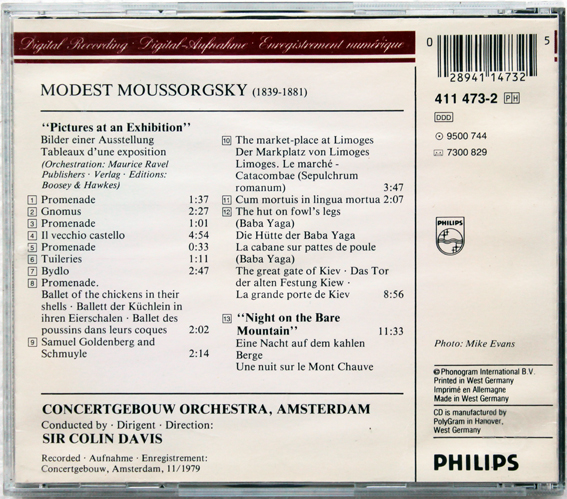 Digital Recording · Digital-Aufnahme · Enregistrement numérique
MODEST MOUSSORGSKY (1839-1881)
"Pictures at an Exhibition"
Bilder einer Ausstellung
Tableaux d'une exposition
(Orchestration: Maurice Ravel
Publishers · Verlag · Editions:
Boosey & Hawkes)
1 Promenade 1:37
2 Gnomus 2:27
3 Promenade 1:01
4 Il vecchio castello 4:54
5 Promenade 0:33
6 Tuileries 1:11
7 Bydlo 2:47
8 Promenade.
Ballet of the chickens in their
shells · Ballett der Küchlein in
ihren Eierschalen · Ballet des
poussins dans leurs coques 2:02
9 Samuel Goldenberg and
Schmuyle 2:14
10 The market-place at Limoges
Der Markplatz von Limoges
Limoges. Le marché -
Catacombae (Sepulchrum
romanum) 3:47
11 Cum mortuis in lingua mortua 2:07
12 The hut on fowl's legs
(Baba Yaga)
Die Hütte der Baba Yaga
La cabane sur pattes de poule
(Baba Yaga)
The great gate of Kiev · Das Tor
der alten Festung Kiew ·
La grande porte de Kiev 8:56
13 "Night on the Bare
Mountain" 11:33
Eine Nacht auf dem kahlen
Berge
Une nuit sur le Mont Chauve
CONCERTGEBOUW ORCHESTRA, AMSTERDAM
Conducted by · Dirigent · Direction:
SIR COLIN DAVIS
Recorded · Aufnahme · Enregistrement:
Concertgebouw, Amsterdam, 11/1979
0 28941 14732 5
411 473-2 PH
DDD
9500 744
7300 829
PHILIPS
Photo: Mike Evans
℗ Phonogram International B.V.
Printed in West Germany
Imprimé en Allemagne
Made in West Germany
CD is manufactured by
PolyGram in Hanover,
West Germany
PHILIPS